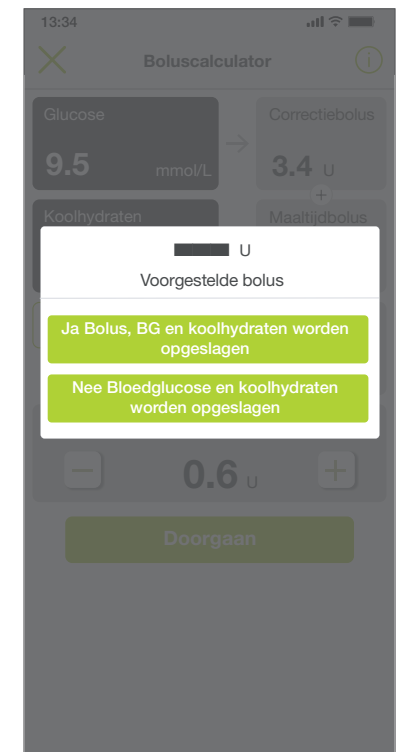 13:34
Boluscalculator
Glucose
9.5 mmol/L
Correctiebolus
3.4 U
+
Koolhydraten
Maaltijdbolus
U
Voorgestelde bolus
Ja Bolus, BG en koolhydraten worden
opgeslagen
Nee Bloedglucose en koolhydraten
worden opgeslagen
0.6 U
Doorgaan